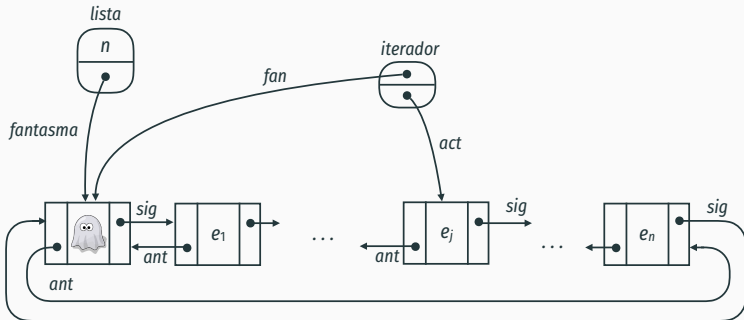 lista
n
iterador
fan
fantasma
act
sig
sig
sig
e1
ej
en
...
...
ant
ant
ant